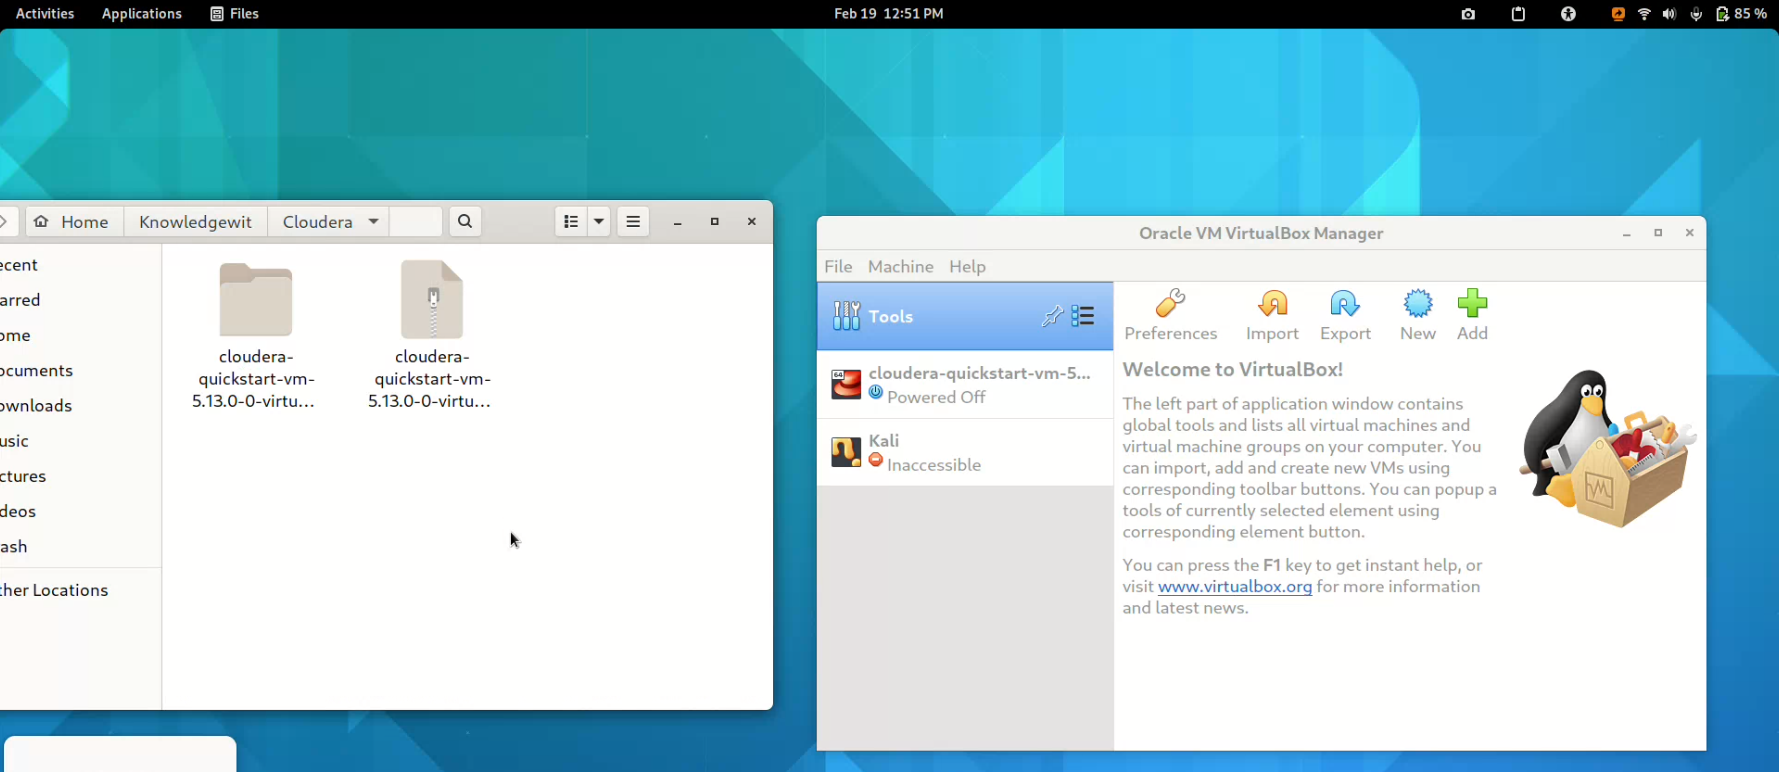 Activities Applications Files Feb 19 12:51 PM 85 %
Home Knowledgewit Cloudera
ecent
arred
ome
ocuments
ownloads
usic
ctures
deos
ash
her Locations
cloudera-
quickstart-vm-
5.13.0-0-virtu...
cloudera-
quickstart-vm-
5.13.0-0-virtu...
Oracle VM VirtualBox Manager
File Machine Help
Tools
64
cloudera-quickstart-vm-5...
Powered Off
Kali
Inaccessible
Preferences Import Export New Add
Welcome to VirtualBox!
The left part of application window contains
global tools and lists all virtual machines and
virtual machine groups on your computer. You
can import, add and create new VMs using
corresponding toolbar buttons. You can popup a
tools of currently selected element using
corresponding element button.
You can press the F1 key to get instant help, or
visit www.virtualbox.org for more information
and latest news.